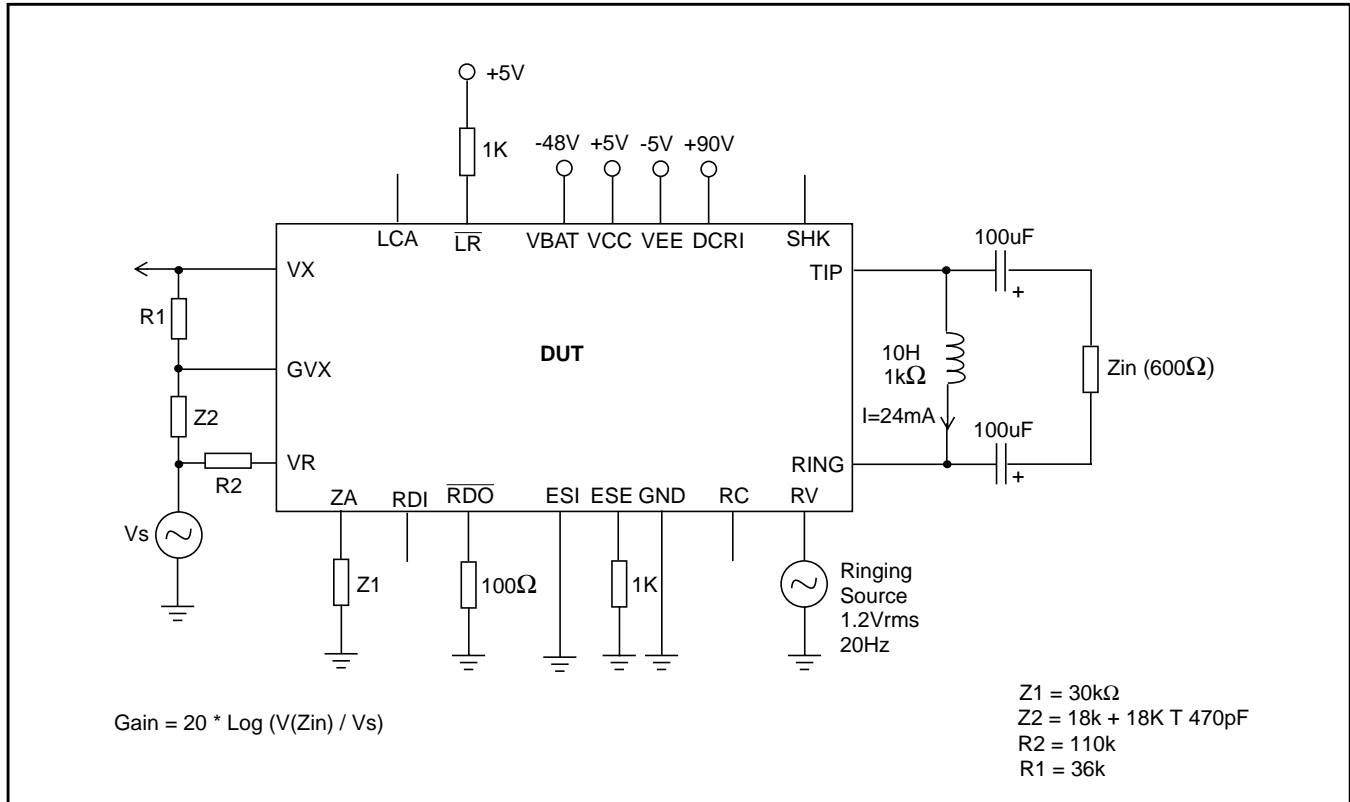 +5V
1K
-48V +5V -5V +90V
LCA LR VBAT VCC VEE DCRI SHK
100uF
VX TIP
+
R1
DUT
10H
1kΩ
Zin (600Ω)
GVX
Z2
I=24mA
100uF
VR RING
R2
+
ZA RDI RDO ESI ESE GND RC RV
Vs
Z1 100Ω 1K
Ringing
Source
1.2Vrms
20Hz
Gain = 20 * Log (V(Zin) / Vs)
Z1 = 30kΩ
Z2 = 18k + 18K T 470pF
R2 = 110k
R1 = 36k